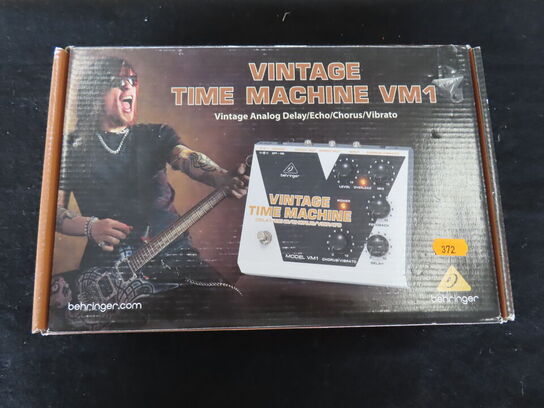 VINTAGE
TIME MACHINE VM1
Vintage Analog Delay/Echo/Chorus/Vibrato
behringer
LEVEL OVERLOAD MIX
POWER
VINTAGE
TIME MACHINE
MODEL VM1
CHORUS/VIBRATO
DELAY
372
behringer.com
behringer